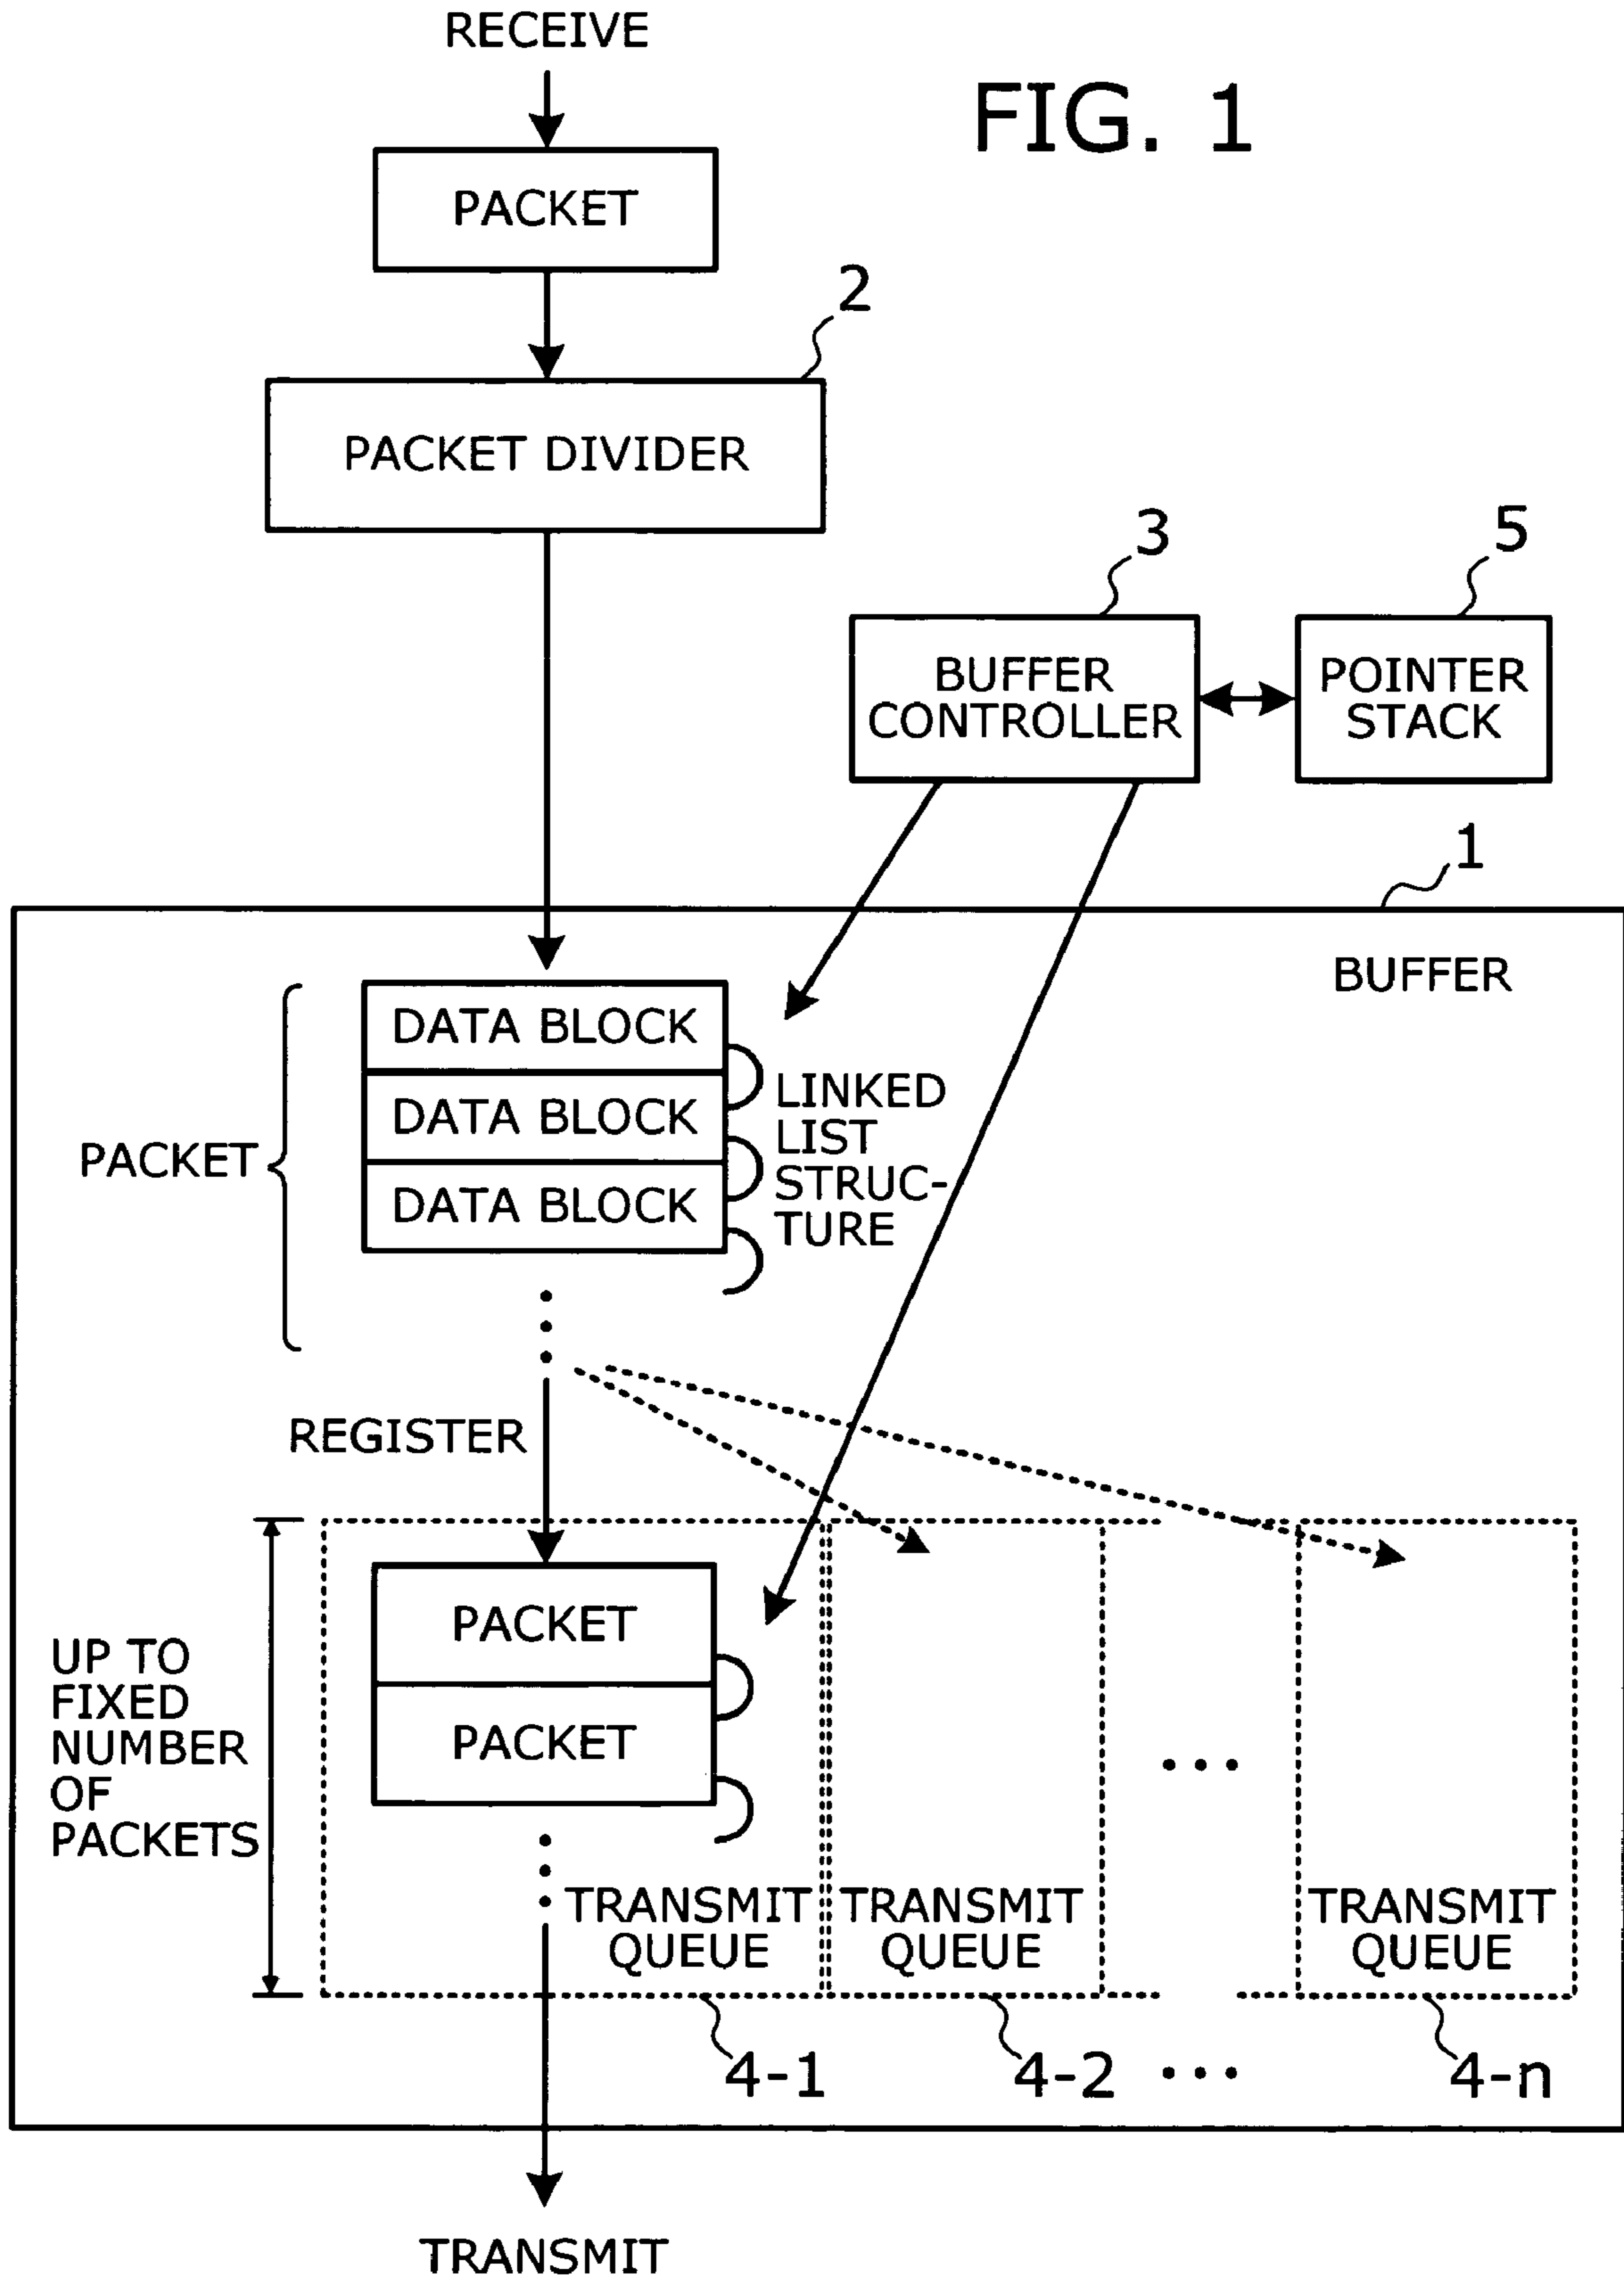 RECEIVE
FIG. 1
PACKET
2
PACKET DIVIDER
3
5
BUFFER
CONTROLLER
POINTER
STACK
1
BUFFER
DATA BLOCK
DATA BLOCK
DATA BLOCK
LINKED
LIST
STRUC-
TURE
PACKET
REGISTER
PACKET
PACKET
UP TO
FIXED
NUMBER
OF
PACKETS
TRANSMIT
QUEUE
TRANSMIT
QUEUE
TRANSMIT
QUEUE
4-1
4-2
4-n
TRANSMIT